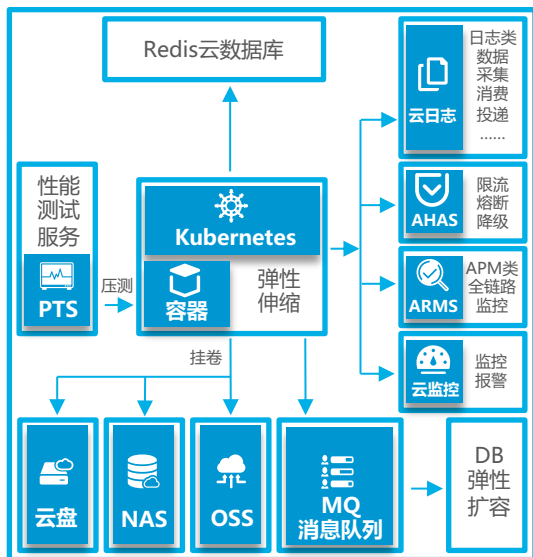 Redis云数据库
云日志
日志类
数据
采集
消费
投递
......
性能
测试
服务
PTS
压测
Kubernetes
容器
弹性
伸缩
AHAS
限流
熔断
降级
ARMS
APM类
全链路
监控
云监控
监控
报警
挂卷
云盘
NAS
OSS
MQ
消息队列
DB
弹性
扩容